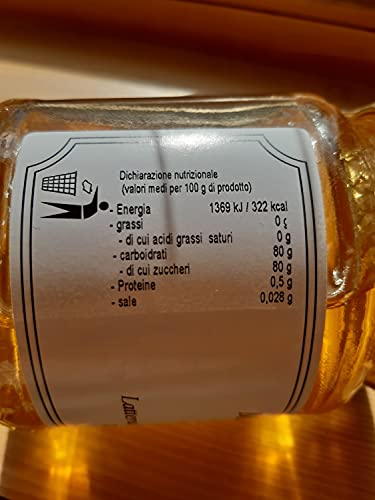 Dichiarazione nutrizionale
(valori medi per 100 g di prodotto)
- Energia 1369 kJ / 322 kcal
- grassi 0 g
- di cui acidi grassi saturi 0 g
- carboidrati 80 g
- di cui zuccheri 80 g
- Proteine 0,5 g
- sale 0,028 g